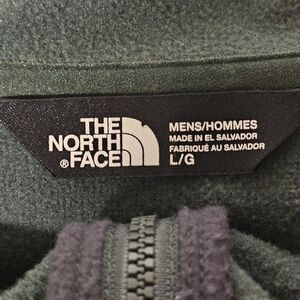 THE
NORTH
FACE
®
MENS/HOMMES
MADE IN EL SALVADOR
FABRIQUÉ AU SALVADOR
L/G